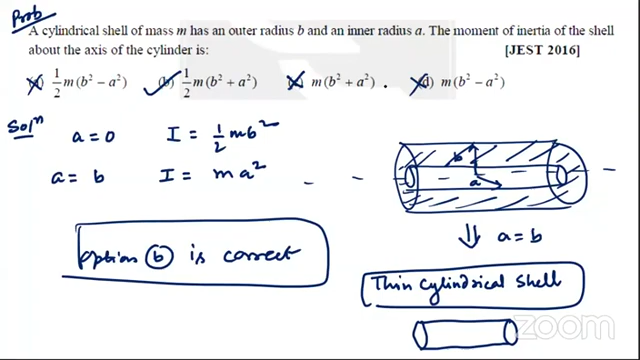 Prob
A cylindrical shell of mass m has an outer radius b and an inner radius a. The moment of inertia of the shell
about the axis of the cylinder is: [JEST 2016]
(a) 1/2 m(b² − a²) (b) 1/2 m(b² + a²) (c) m(b² + a²) . (d) m(b² − a²)
Solⁿ
a = 0 I = 1/2 mb²
a = b I = ma²
b
a
option (b) is correct
⇓ a = b
Thin cylindrical shell
zoom